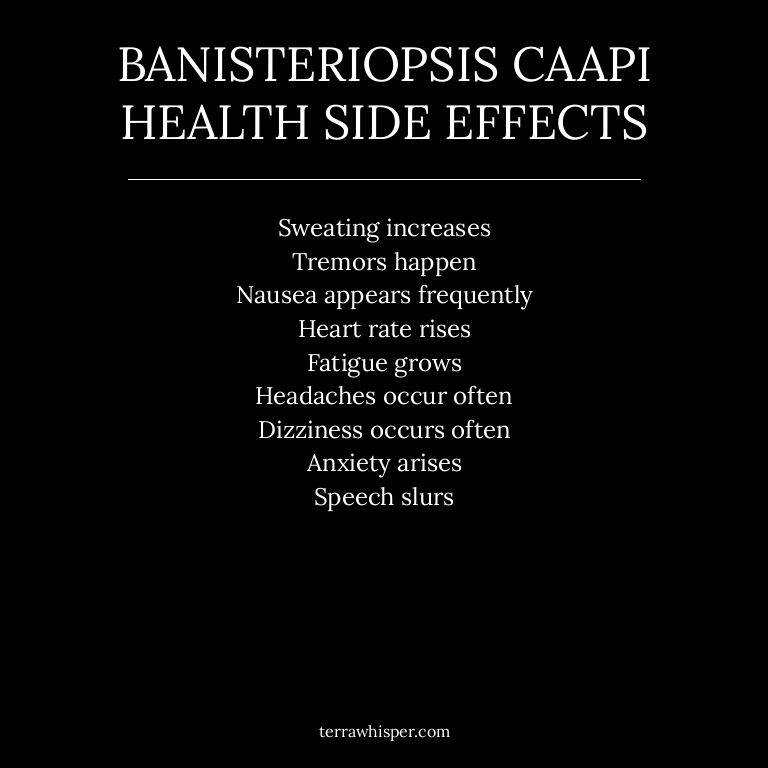 BANISTERIOPSIS CAAPI
HEALTH SIDE EFFECTS
Sweating increases
Tremors happen
Nausea appears frequently
Heart rate rises
Fatigue grows
Headaches occur often
Dizziness occurs often
Anxiety arises
Speech slurs
terrawhisper.com